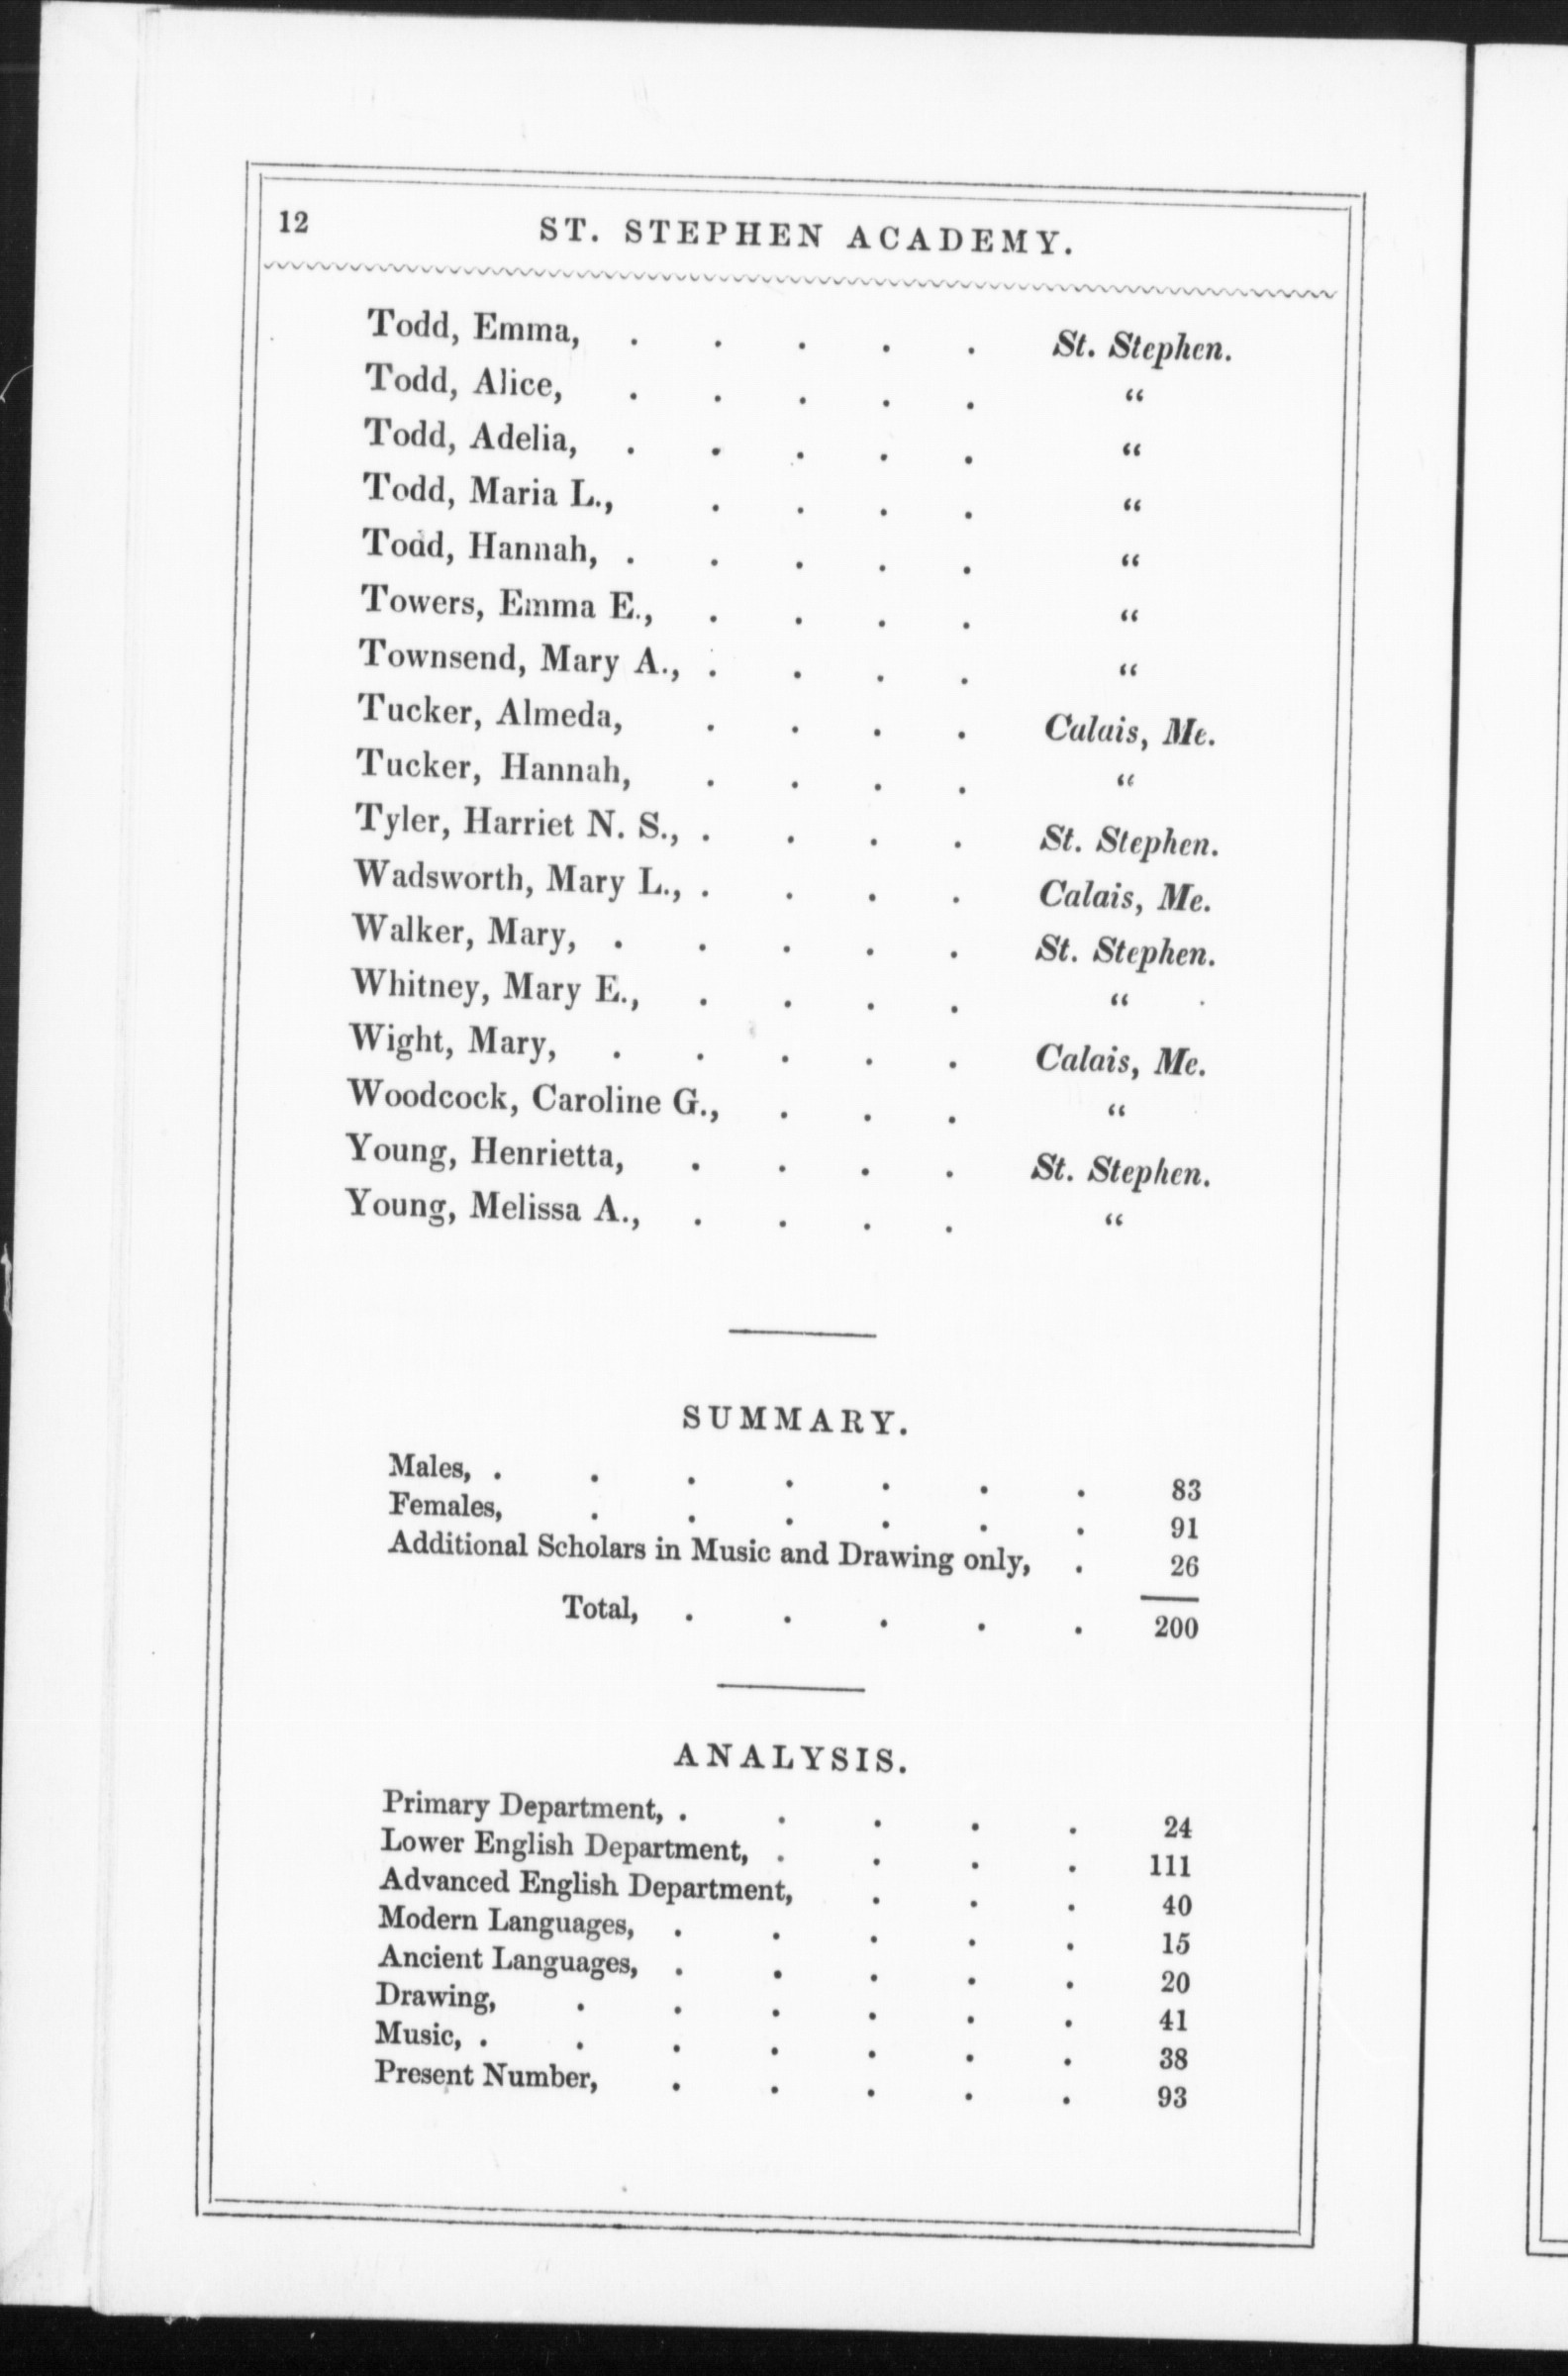 12 ST. STEPHEN ACADEMY.
Todd, Emma, . . . . . St. Stephen.
Todd, Alice, . . . . . “
Todd, Adelia, . . . . . “
Todd, Maria L., . . . . “
Todd, Hannah, . . . . . “
Towers, Emma E., . . . . “
Townsend, Mary A., . . . . “
Tucker, Almeda, . . . . Calais, Me.
Tucker, Hannah, . . . . “
Tyler, Harriet N. S., . . . . St. Stephen.
Wadsworth, Mary L., . . . . Calais, Me.
Walker, Mary, . . . . . St. Stephen.
Whitney, Mary E., . . . . “
Wight, Mary, . . . . . Calais, Me.
Woodcock, Caroline G., . . . “
Young, Henrietta, . . . . St. Stephen.
Young, Melissa A., . . . . “
SUMMARY.
Males, . . . . . . . 83
Females, . . . . . . 91
Additional Scholars in Music and Drawing only, . 26
Total, . . . . . 200
ANALYSIS.
Primary Department, . . . . . 24
Lower English Department, . . . . 111
Advanced English Department, . . . 40
Modern Languages, . . . . . 15
Ancient Languages, . . . . . 20
Drawing, . . . . . . 41
Music, . . . . . . . 38
Present Number, . . . . . 93